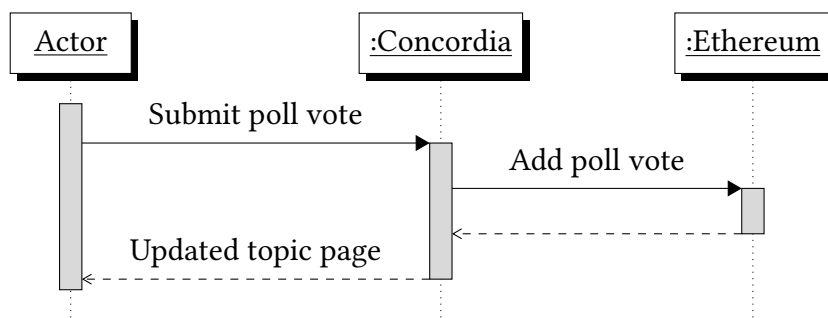 Actor
:Concordia
:Ethereum
Submit poll vote
Add poll vote
Updated topic page